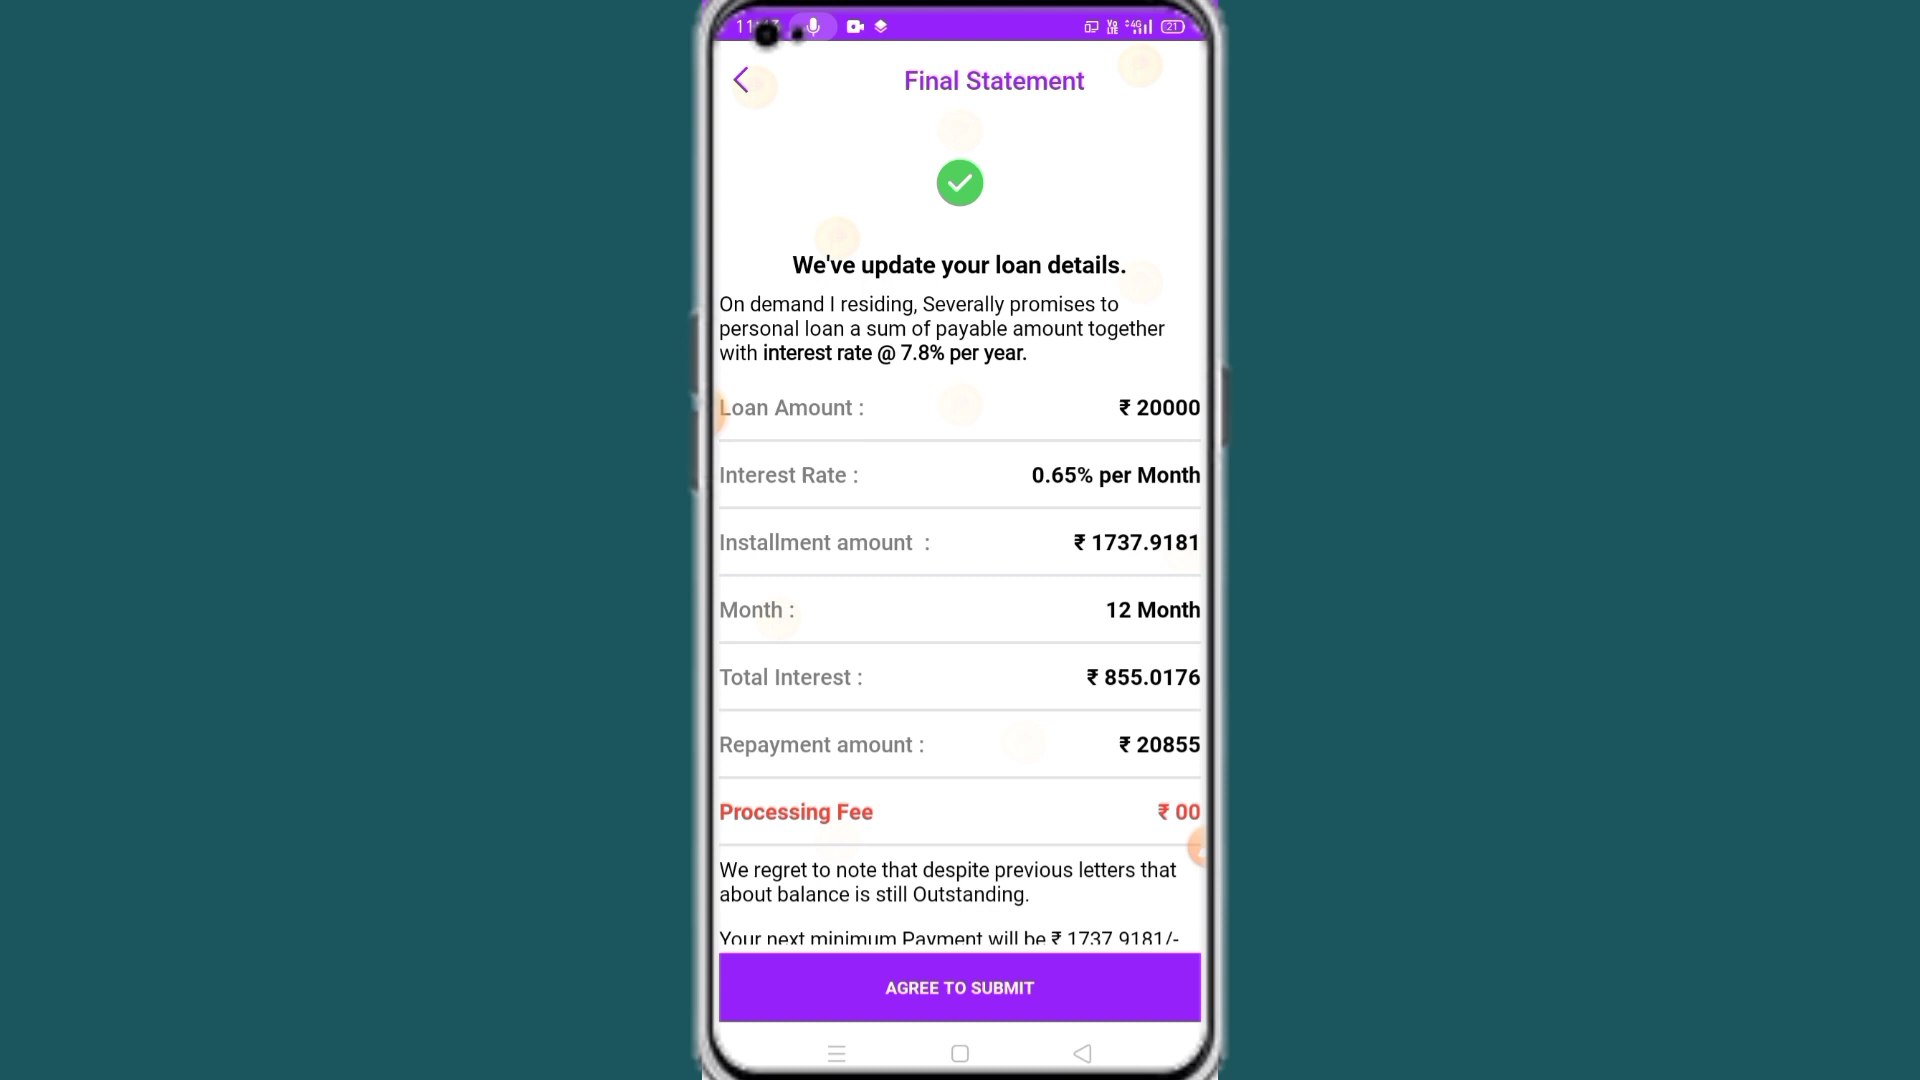 21
Final Statement
We've update your loan details.
On demand I residing, Severally promises to
personal loan a sum of payable amount together
with interest rate @ 7.8% per year.
Loan Amount : ₹ 20000
Interest Rate : 0.65% per Month
Installment amount : ₹ 1737.9181
Month : 12 Month
Total Interest : ₹ 855.0176
Repayment amount : ₹ 20855
Processing Fee ₹ 00
We regret to note that despite previous letters that
about balance is still Outstanding.
Your next minimum Payment will be ₹ 1737.9181/-
AGREE TO SUBMIT